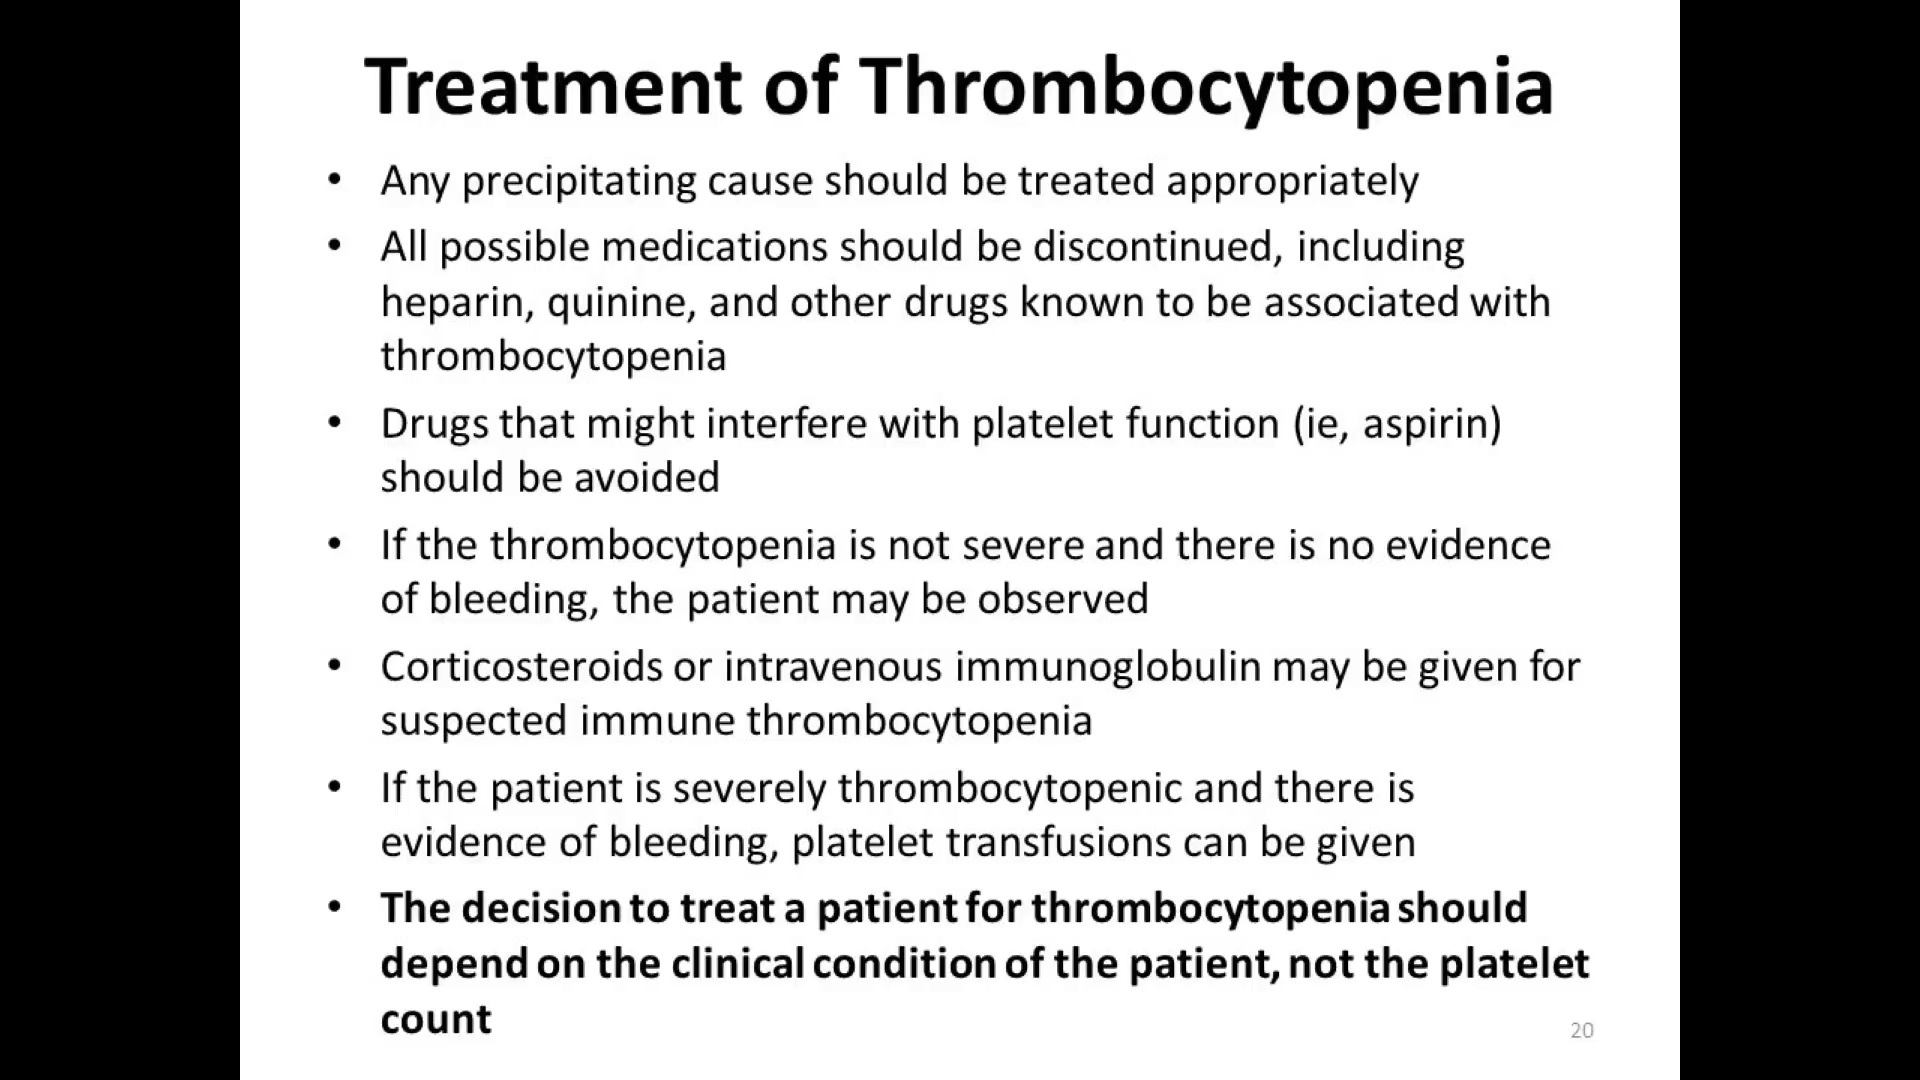 Treatment of Thrombocytopenia
• Any precipitating cause should be treated appropriately
• All possible medications should be discontinued, including
heparin, quinine, and other drugs known to be associated with
thrombocytopenia
• Drugs that might interfere with platelet function (ie, aspirin)
should be avoided
• If the thrombocytopenia is not severe and there is no evidence
of bleeding, the patient may be observed
• Corticosteroids or intravenous immunoglobulin may be given for
suspected immune thrombocytopenia
• If the patient is severely thrombocytopenic and there is
evidence of bleeding, platelet transfusions can be given
• The decision to treat a patient for thrombocytopenia should
depend on the clinical condition of the patient, not the platelet
count
20